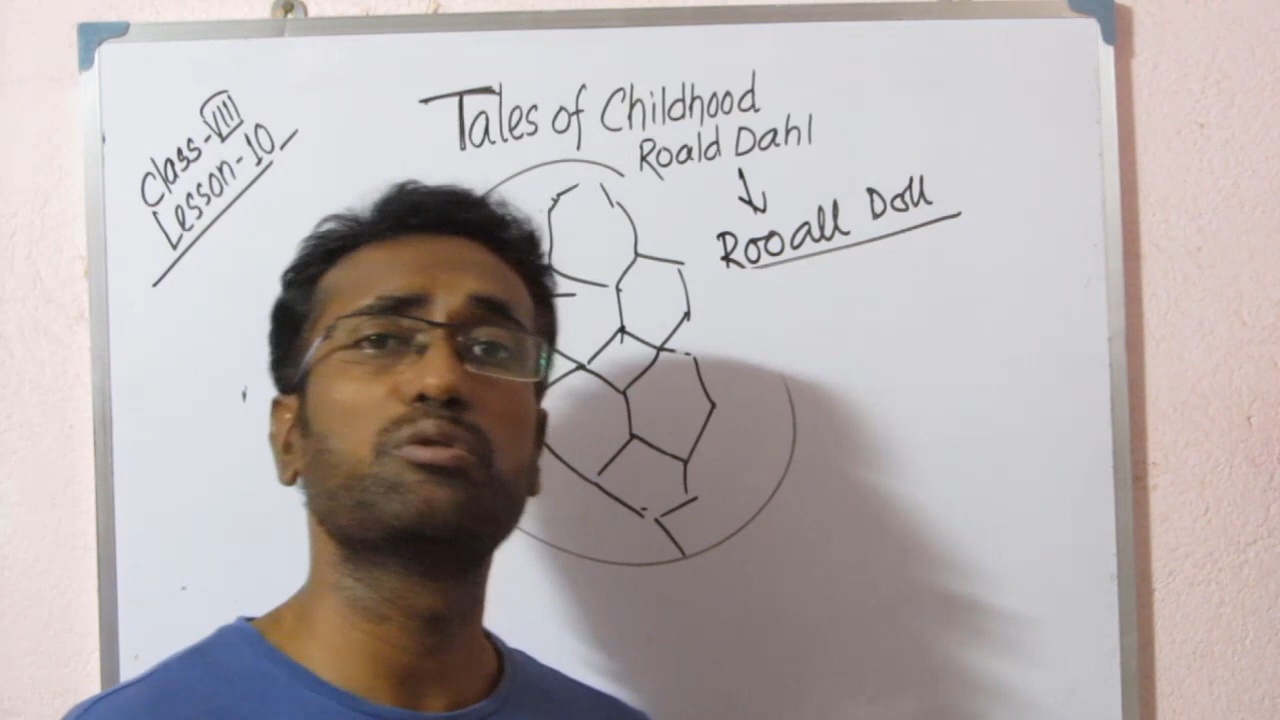 Class-VIII
Lesson-10
Tales of Childhood
Roald Dahl
Rooall Doll